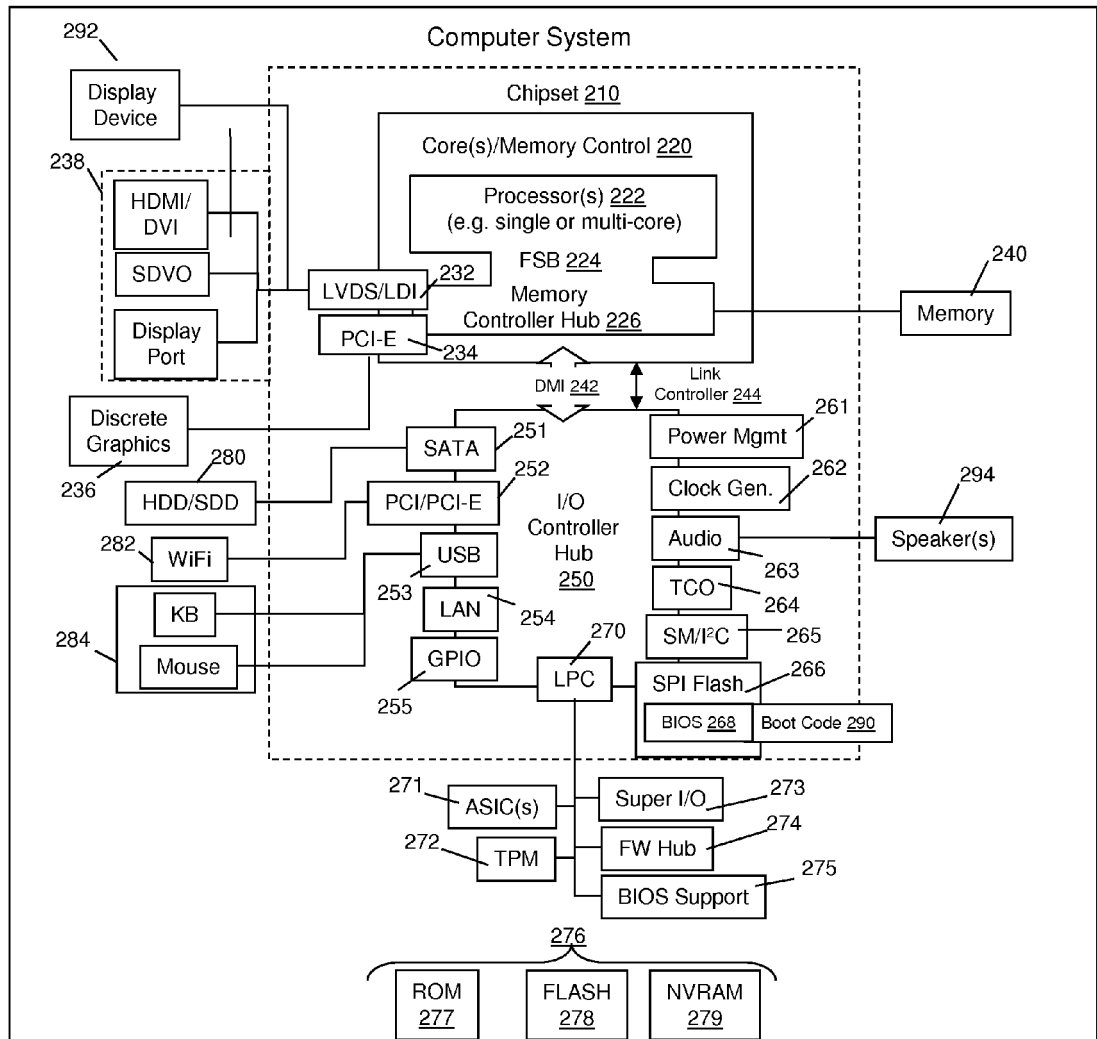 292
Computer System
Display
Device
Chipset 210
Core(s)/Memory Control 220
238
HDMI/
DVI
Processor(s) 222
(e.g. single or multi-core)
SDVO
FSB 224
240
LVDS/LDI
232
Memory
Controller Hub 226
Memory
Display
Port
PCI-E
234
DMI 242
Link
Controller 244
Discrete
Graphics
236
SATA
251
Power Mgmt
261
280
HDD/SDD
PCI/PCI-E
252
Clock Gen.
262
I/O
Controller
Hub
250
294
282
WiFi
USB
253
Audio
263
Speaker(s)
284
KB
LAN
254
TCO
264
Mouse
GPIO
255
270
LPC
SM/I²C
265
SPI Flash
266
BIOS 268
Boot Code 290
271
ASIC(s)
Super I/O
273
272
TPM
FW Hub
274
BIOS Support
275
276
ROM
277
FLASH
278
NVRAM
279